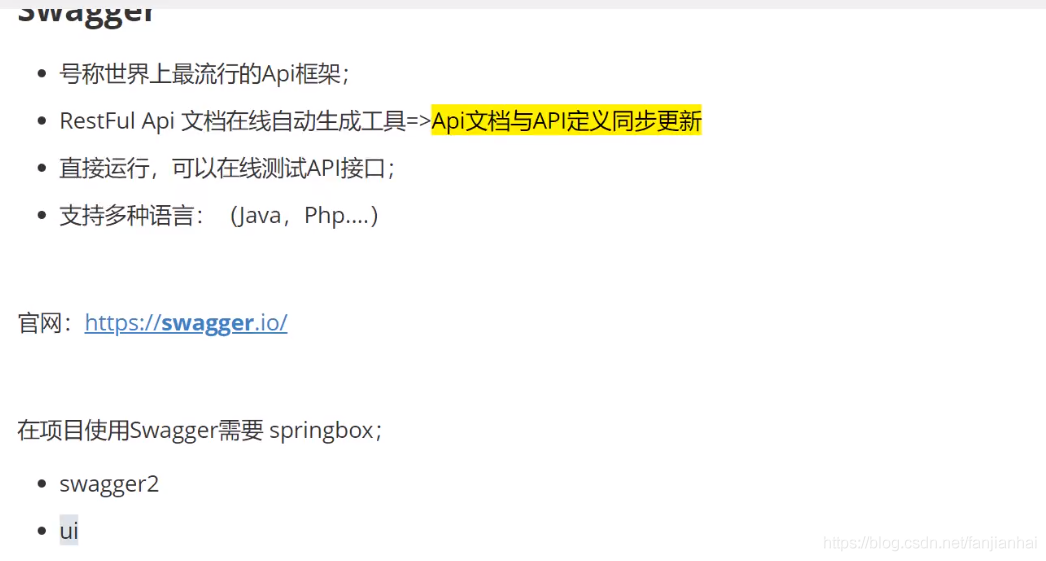 Swagger
号称世界上最流行的Api框架；
RestFul Api 文档在线自动生成工具=>Api文档与API定义同步更新
直接运行，可以在线测试API接口；
支持多种语言：（Java，Php....）
官网：https://swagger.io/
在项目使用Swagger需要 springbox；
swagger2
ui
https://blog.csdn.net/fanjianhai